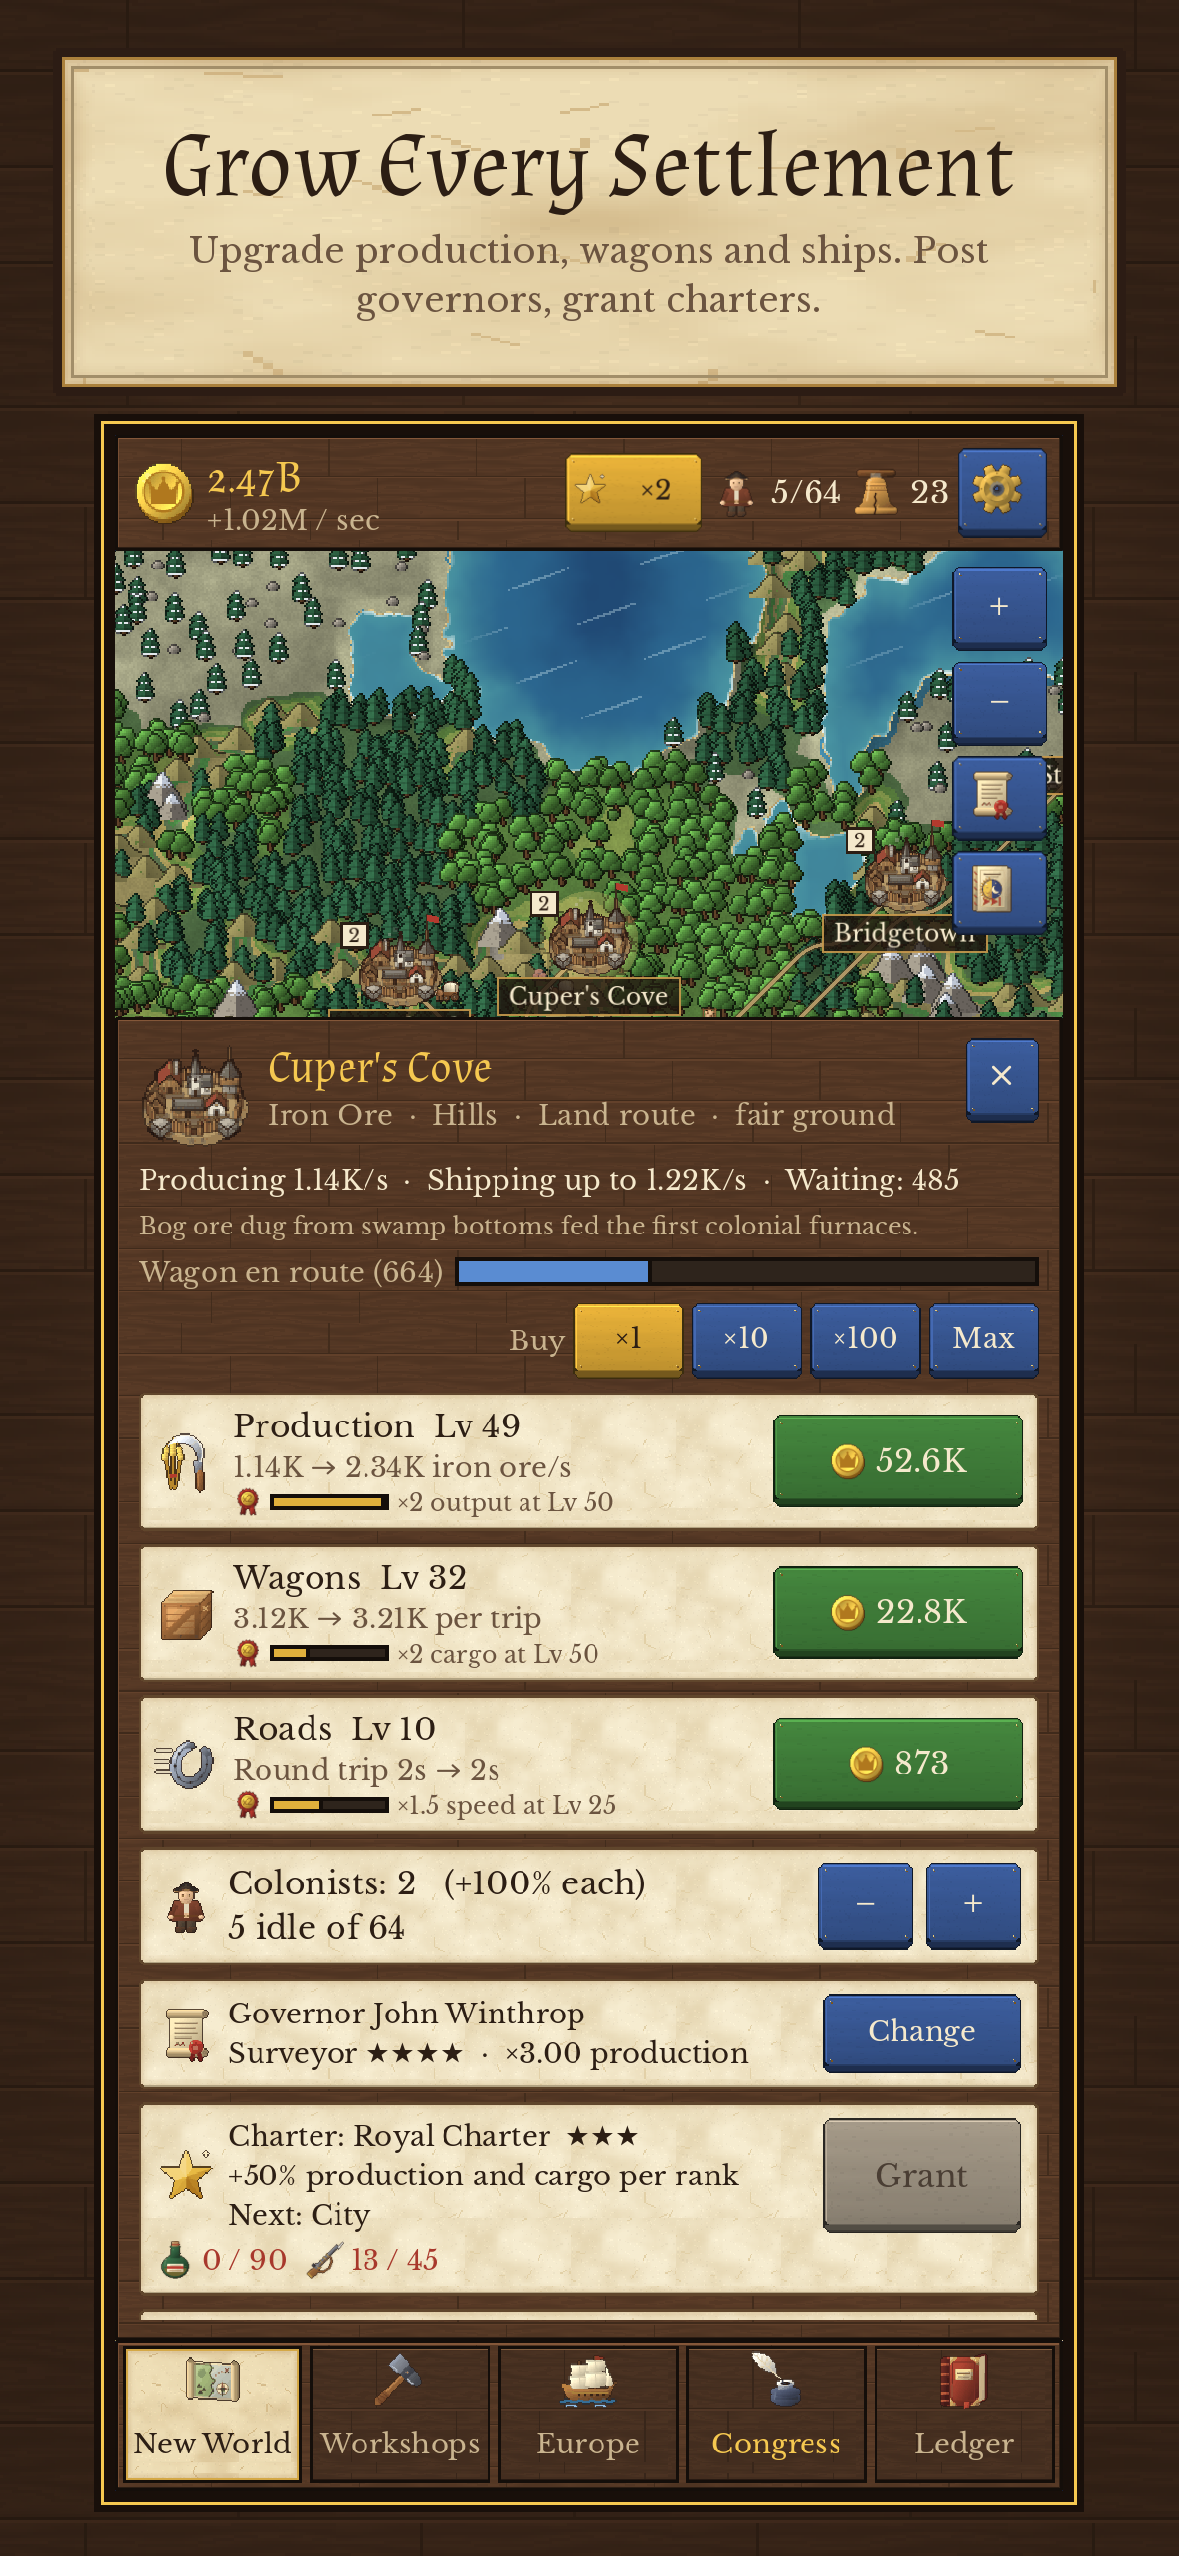 Grow Every Settlement
Upgrade production, wagons and ships. Post
governors, grant charters.
2.47B
+1.02M / sec
×2
5/64
23
+
−
St
2
Bridgetown
2
2
Cuper's Cove
Cuper's Cove
×
Iron Ore · Hills · Land route · fair ground
Producing 1.14K/s · Shipping up to 1.22K/s · Waiting: 485
Bog ore dug from swamp bottoms fed the first colonial furnaces.
Wagon en route (664)
Buy ×1 ×10 ×100 Max
Production Lv 49
1.14K → 2.34K iron ore/s
×2 output at Lv 50
52.6K
Wagons Lv 32
3.12K → 3.21K per trip
×2 cargo at Lv 50
22.8K
Roads Lv 10
Round trip 2s → 2s
×1.5 speed at Lv 25
873
Colonists: 2 (+100% each)
5 idle of 64
− +
Governor John Winthrop
Surveyor ★★★★ · ×3.00 production
Change
Charter: Royal Charter ★★★
+50% production and cargo per rank
Next: City
Grant
0 / 90 13 / 45
New World Workshops Europe Congress Ledger